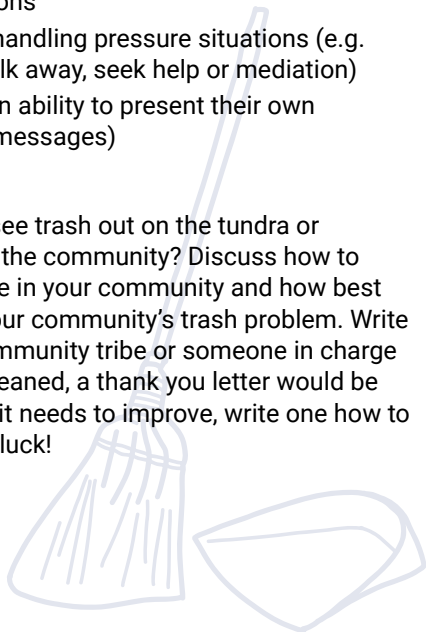 ons
handling pressure situations (e.g.
lk away, seek help or mediation)
n ability to present their own
messages)
see trash out on the tundra or
the community? Discuss how to
e in your community and how best
our community's trash problem. Write
mmunity tribe or someone in charge
eaned, a thank you letter would be
it needs to improve, write one how to
luck!